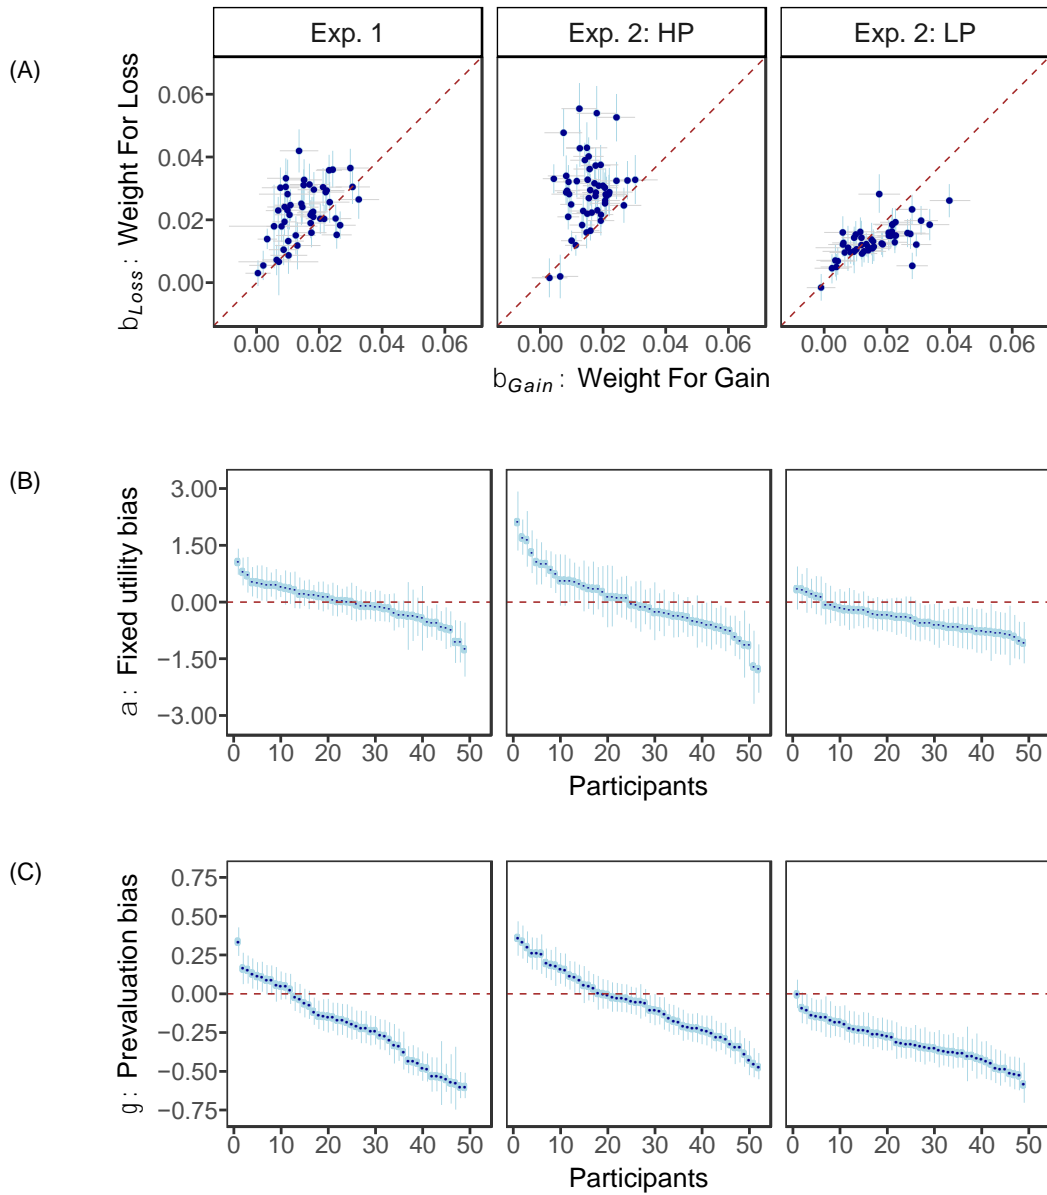 Exp. 1 Exp. 2: HP Exp. 2: LP
(A)
b_Loss : Weight For Loss
0.06
0.04
0.02
0.00
0.00 0.02 0.04 0.06 0.00 0.02 0.04 0.06 0.00 0.02 0.04 0.06
b_Gain : Weight For Gain
(B)
a : Fixed utility bias
3.00
1.50
0.00
−1.50
−3.00
0 10 20 30 40 50 0 10 20 30 40 50 0 10 20 30 40 50
Participants
(C)
g : Prevaluation bias
0.75
0.50
0.25
0.00
−0.25
−0.50
−0.75
0 10 20 30 40 50 0 10 20 30 40 50 0 10 20 30 40 50
Participants